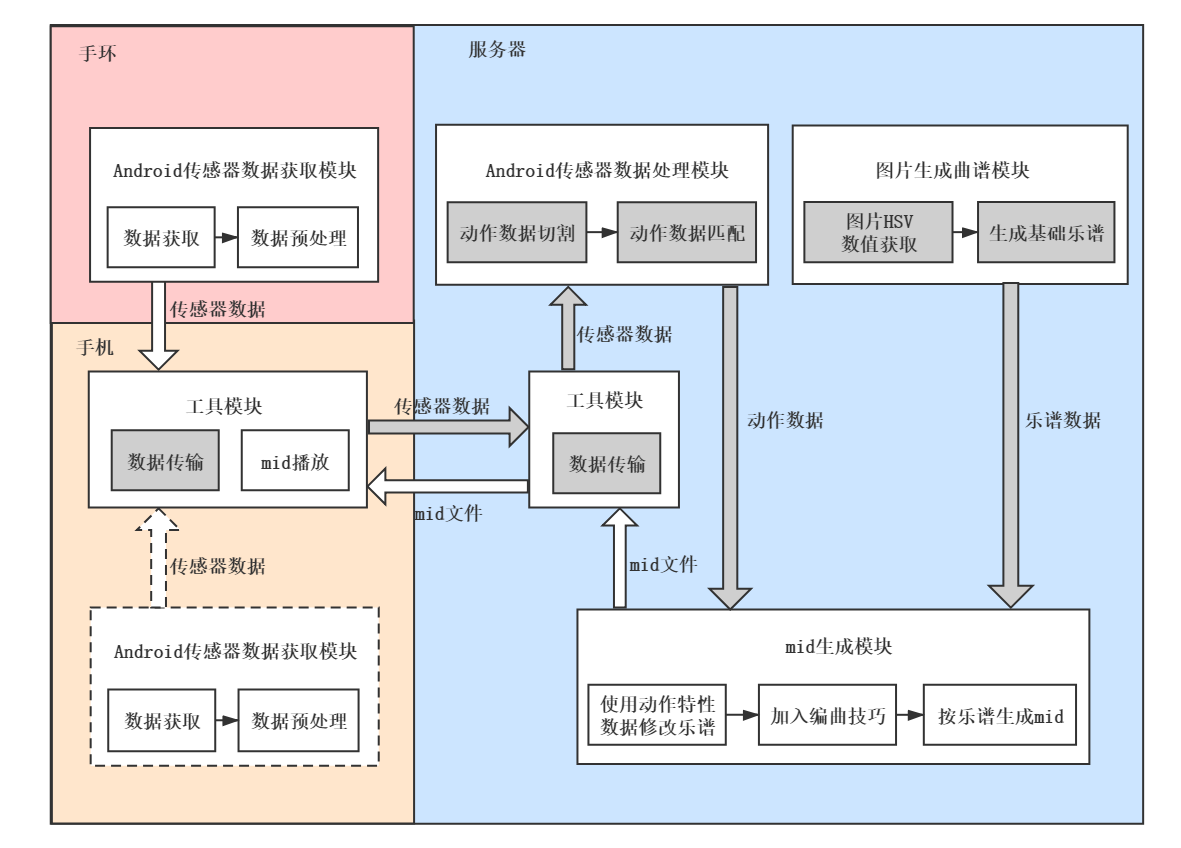 手环
服务器
Android传感器数据获取模块
数据获取
数据预处理
Android传感器数据处理模块
动作数据切割
动作数据匹配
图片生成曲谱模块
图片HSV
数值获取
生成基础乐谱
传感器数据
手机
传感器数据
工具模块
数据传输
mid播放
传感器数据
工具模块
数据传输
动作数据
乐谱数据
mid文件
传感器数据
mid文件
Android传感器数据获取模块
数据获取
数据预处理
mid生成模块
使用动作特性
数据修改乐谱
加入编曲技巧
按乐谱生成mid